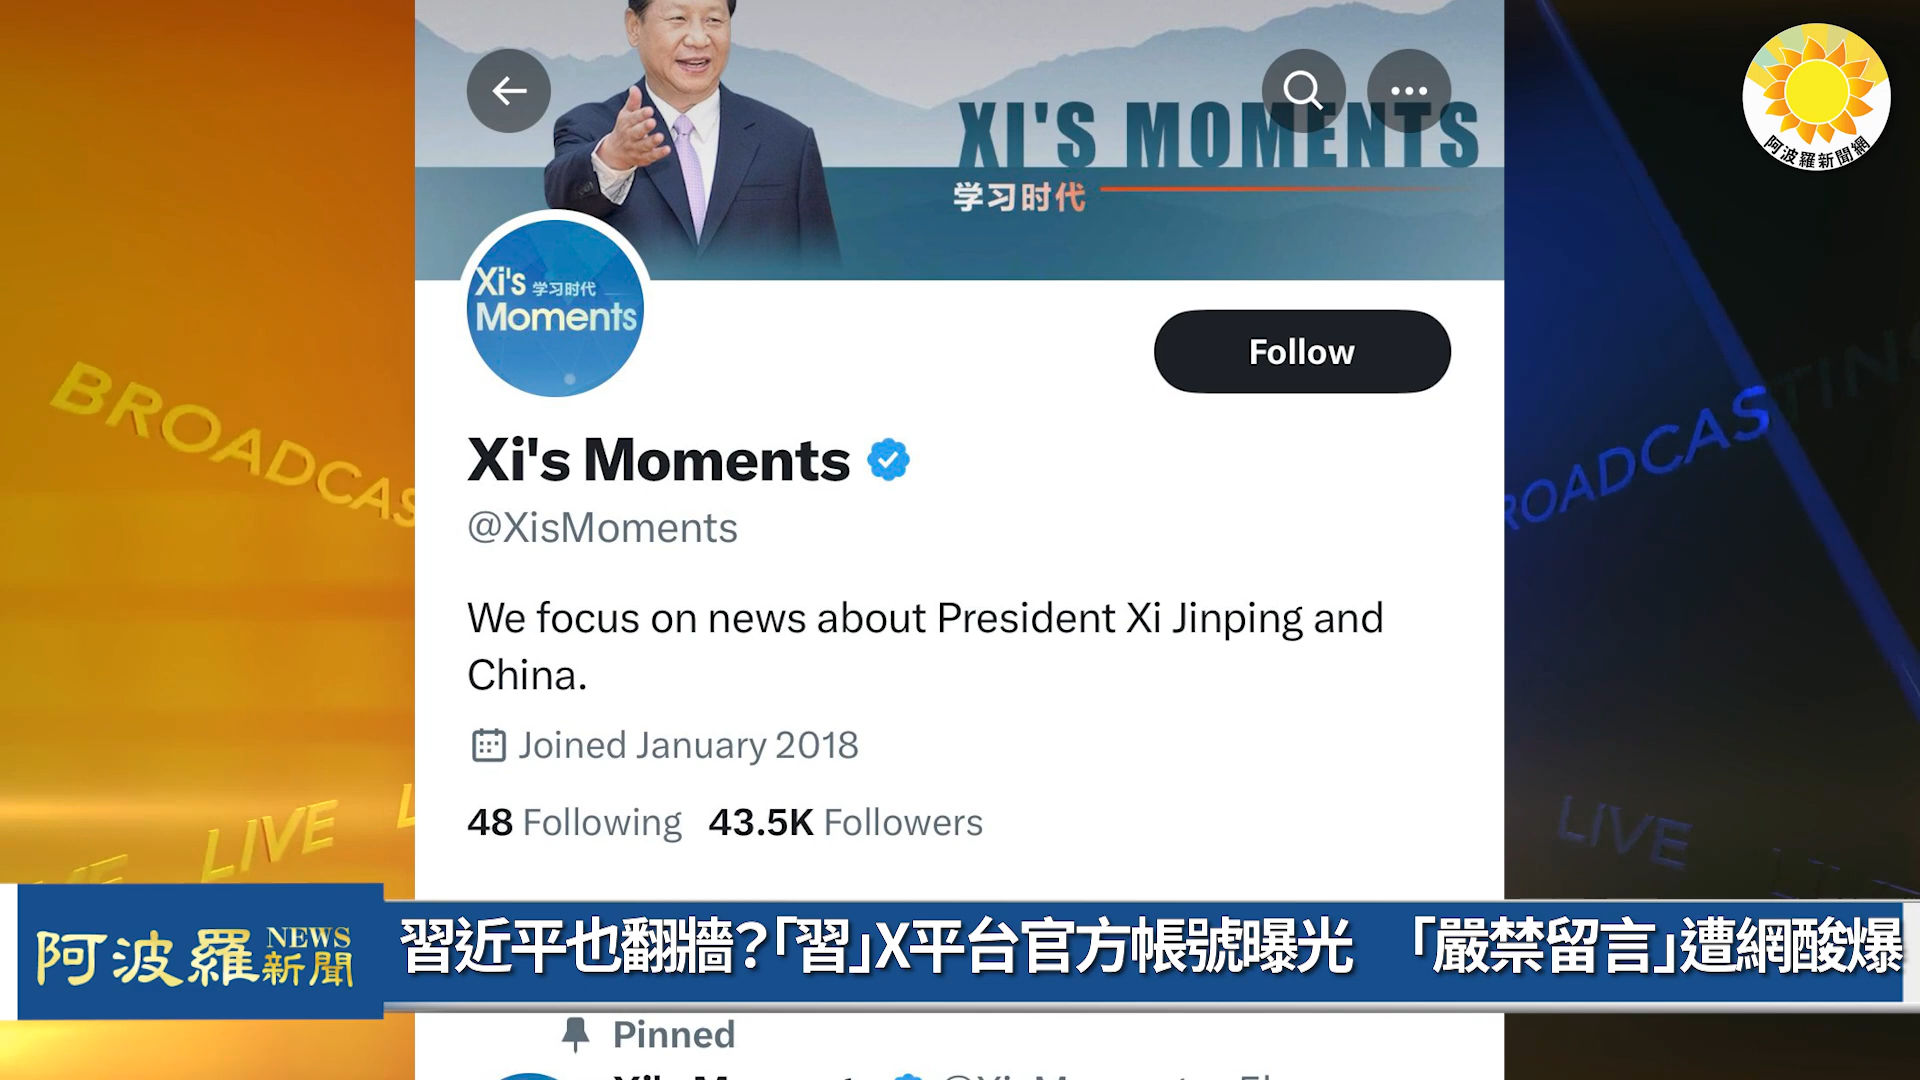 XI'S MOMENTS
学习时代
阿波羅新聞網
Xi's 学习时代
Moments
Follow
Xi's Moments
@XisMoments
We focus on news about President Xi Jinping and
China.
Joined January 2018
48 Following 43.5K Followers
BROADCAS
LIVE
BROADCASTING
LIVE
阿波羅 NEWS
新聞
習近平也翻牆?「習」X平台官方帳號曝光 「嚴禁留言」遭網酸爆
Pinned